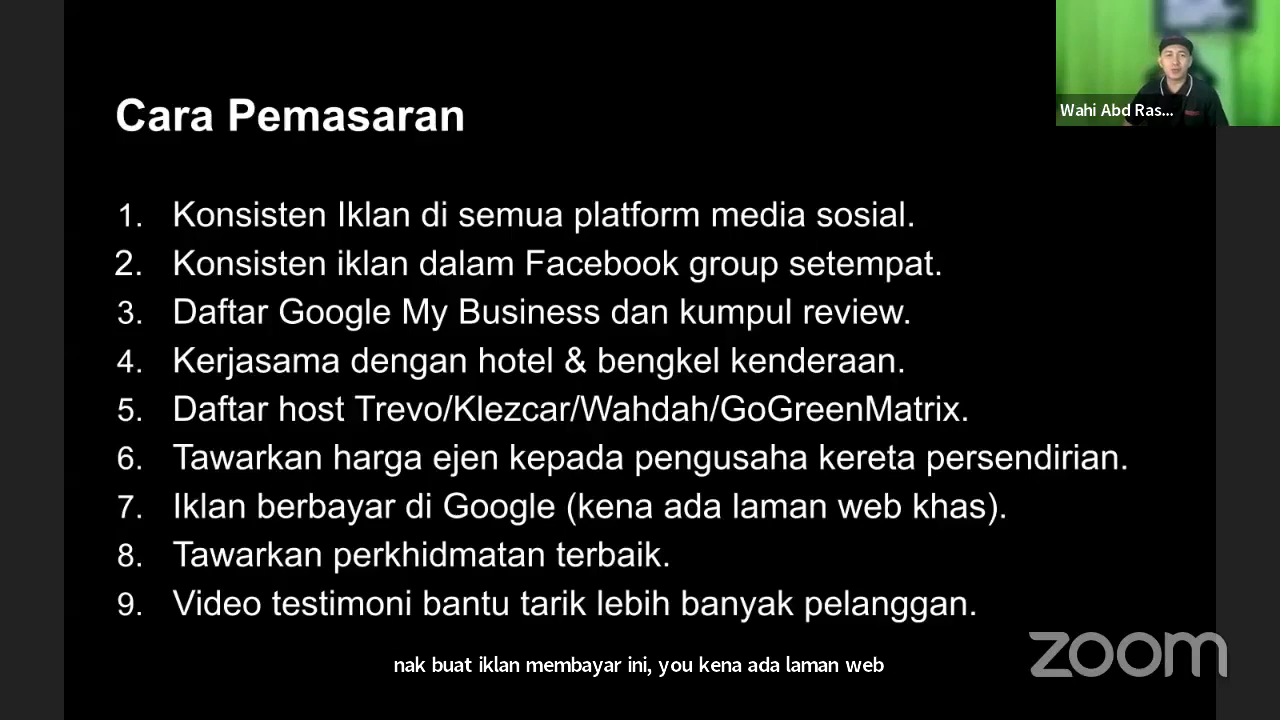 Cara Pemasaran
Wahi Abd Ras...
1. Konsisten Iklan di semua platform media sosial.
2. Konsisten iklan dalam Facebook group setempat.
3. Daftar Google My Business dan kumpul review.
4. Kerjasama dengan hotel & bengkel kenderaan.
5. Daftar host Trevo/Klezcar/Wahdah/GoGreenMatrix.
6. Tawarkan harga ejen kepada pengusaha kereta persendirian.
7. Iklan berbayar di Google (kena ada laman web khas).
8. Tawarkan perkhidmatan terbaik.
9. Video testimoni bantu tarik lebih banyak pelanggan.
zoom
nak buat iklan membayar ini, you kena ada laman web